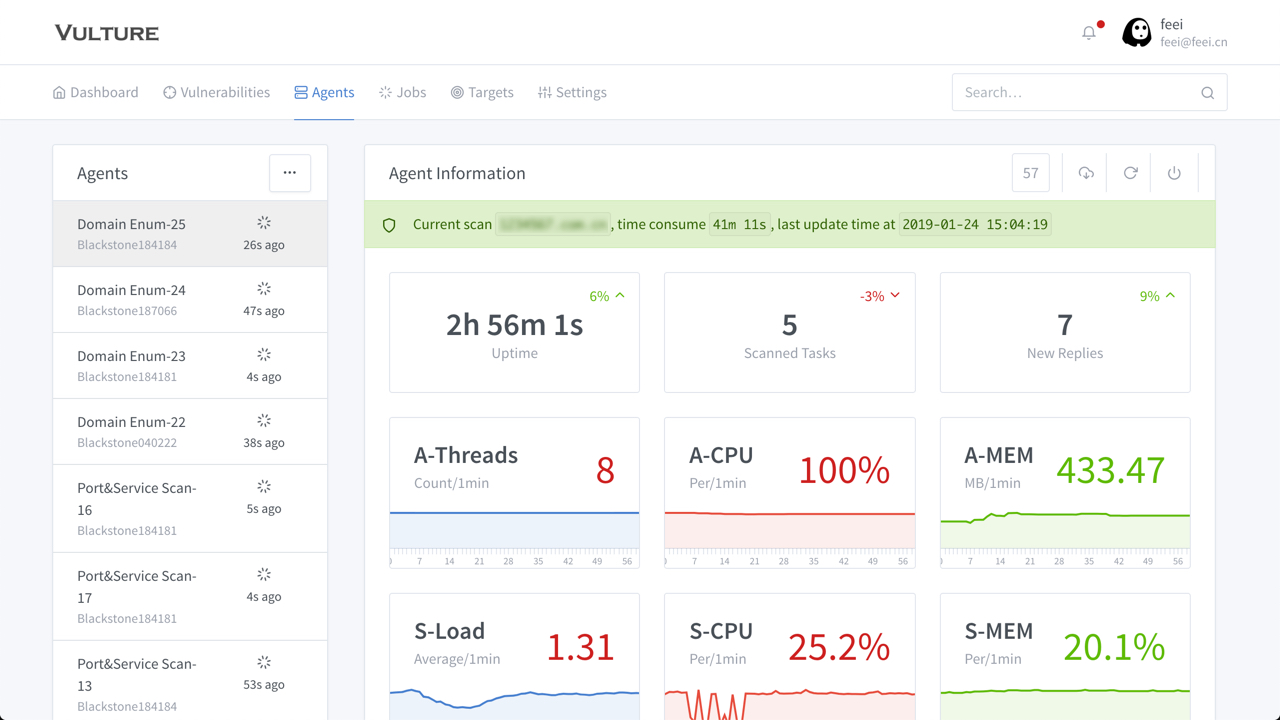 VULTURE
feei
feei@feei.cn
Dashboard Vulnerabilities Agents Jobs Targets Settings
Search...
Agents
...
Domain Enum-25
Blackstone184184
26s ago
Domain Enum-24
Blackstone187066
47s ago
Domain Enum-23
Blackstone184181
4s ago
Domain Enum-22
Blackstone040222
38s ago
Port&Service Scan-
16
Blackstone184181
5s ago
Port&Service Scan-
17
Blackstone184181
4s ago
Port&Service Scan-
13
Blackstone184184
53s ago
Agent Information
57
Current scan , time consume 41m 11s , last update time at 2019-01-24 15:04:19
6%
2h 56m 1s
Uptime
-3%
5
Scanned Tasks
9%
7
New Replies
A-Threads
Count/1min
8
7 14 21 28 35 42 49 56
A-CPU
Per/1min
100%
7 14 21 28 35 42 49 56
A-MEM
MB/1min
433.47
7 14 21 28 35 42 49 56
S-Load
Average/1min
1.31
S-CPU
Per/1min
25.2%
S-MEM
Per/1min
20.1%